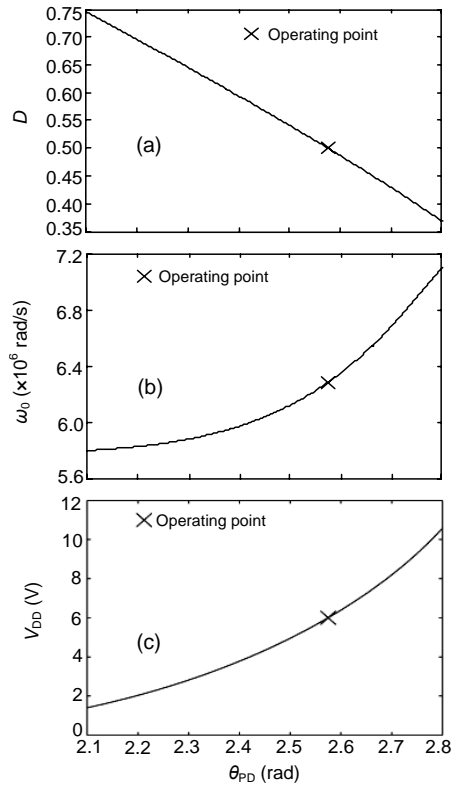 0.75
0.70
0.65
0.60
0.55
0.50
0.45
0.40
0.35
D
× Operating point
(a)
7.2
6.8
6.4
6.0
5.6
ω0 (×10^6 rad/s)
× Operating point
(b)
12
10
8
6
4
2
0
VDD (V)
× Operating point
(c)
2.1 2.2 2.3 2.4 2.5 2.6 2.7 2.8
θPD (rad)